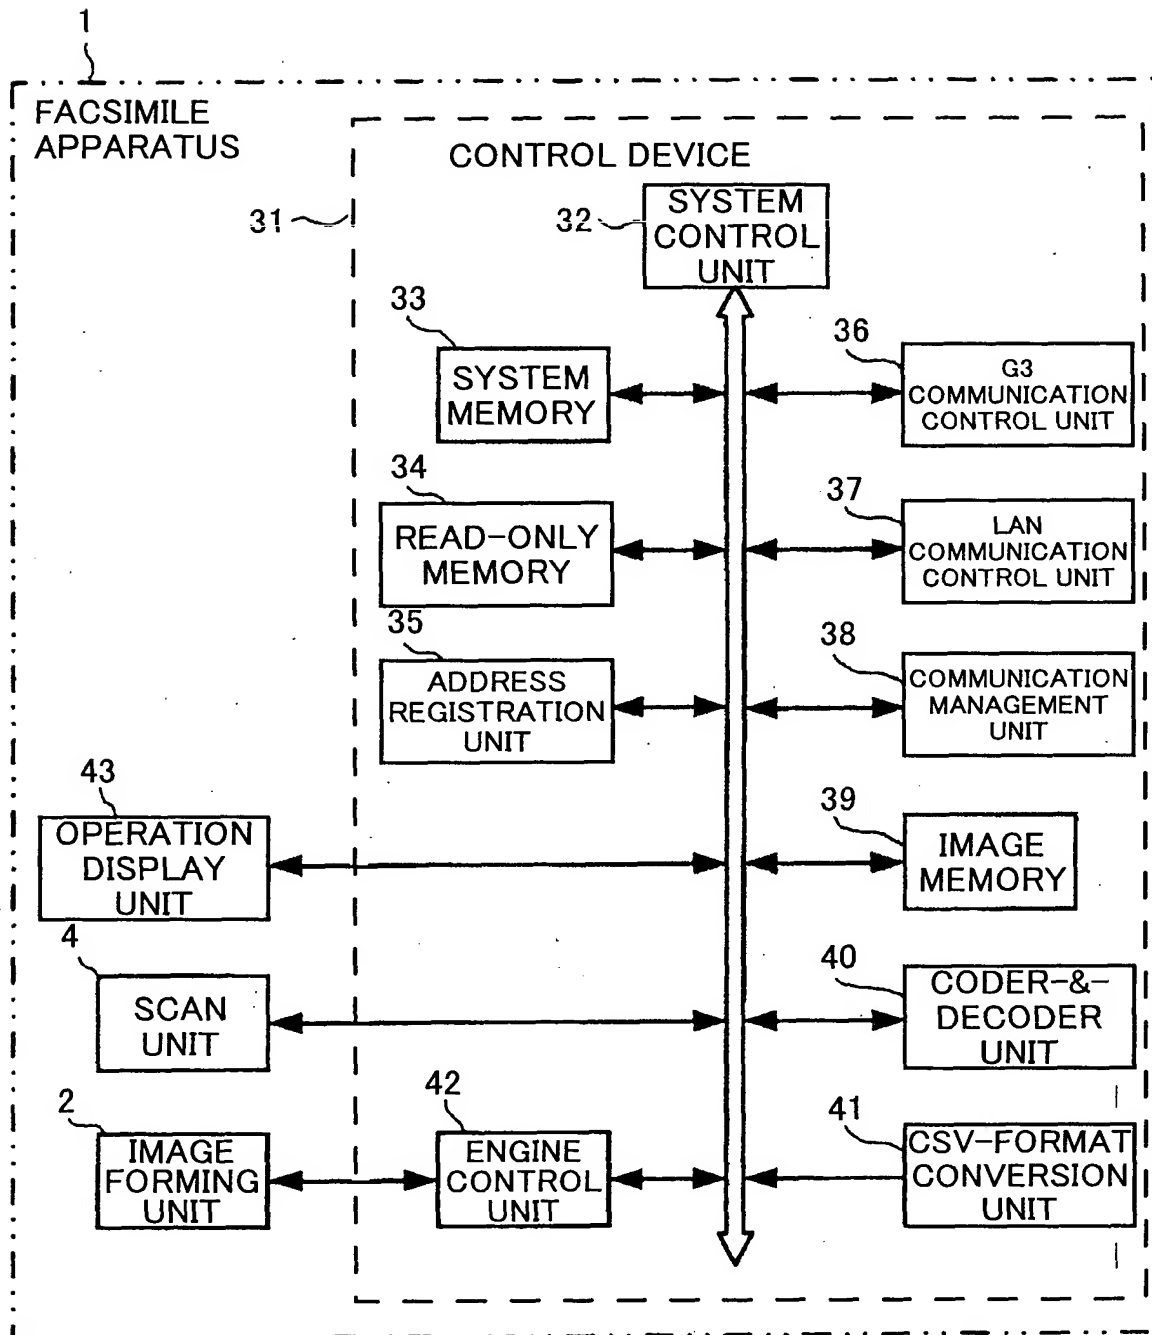 1
FACSIMILE
APPARATUS
CONTROL DEVICE
31
32
SYSTEM
CONTROL
UNIT
33
SYSTEM
MEMORY
36
G3
COMMUNICATION
CONTROL UNIT
34
READ-ONLY
MEMORY
37
LAN
COMMUNICATION
CONTROL UNIT
35
ADDRESS
REGISTRATION
UNIT
38
COMMUNICATION
MANAGEMENT
UNIT
43
OPERATION
DISPLAY
UNIT
39
IMAGE
MEMORY
4
SCAN
UNIT
40
CODER-&-
DECODER
UNIT
2
IMAGE
FORMING
UNIT
42
ENGINE
CONTROL
UNIT
41
CSV-FORMAT
CONVERSION
UNIT